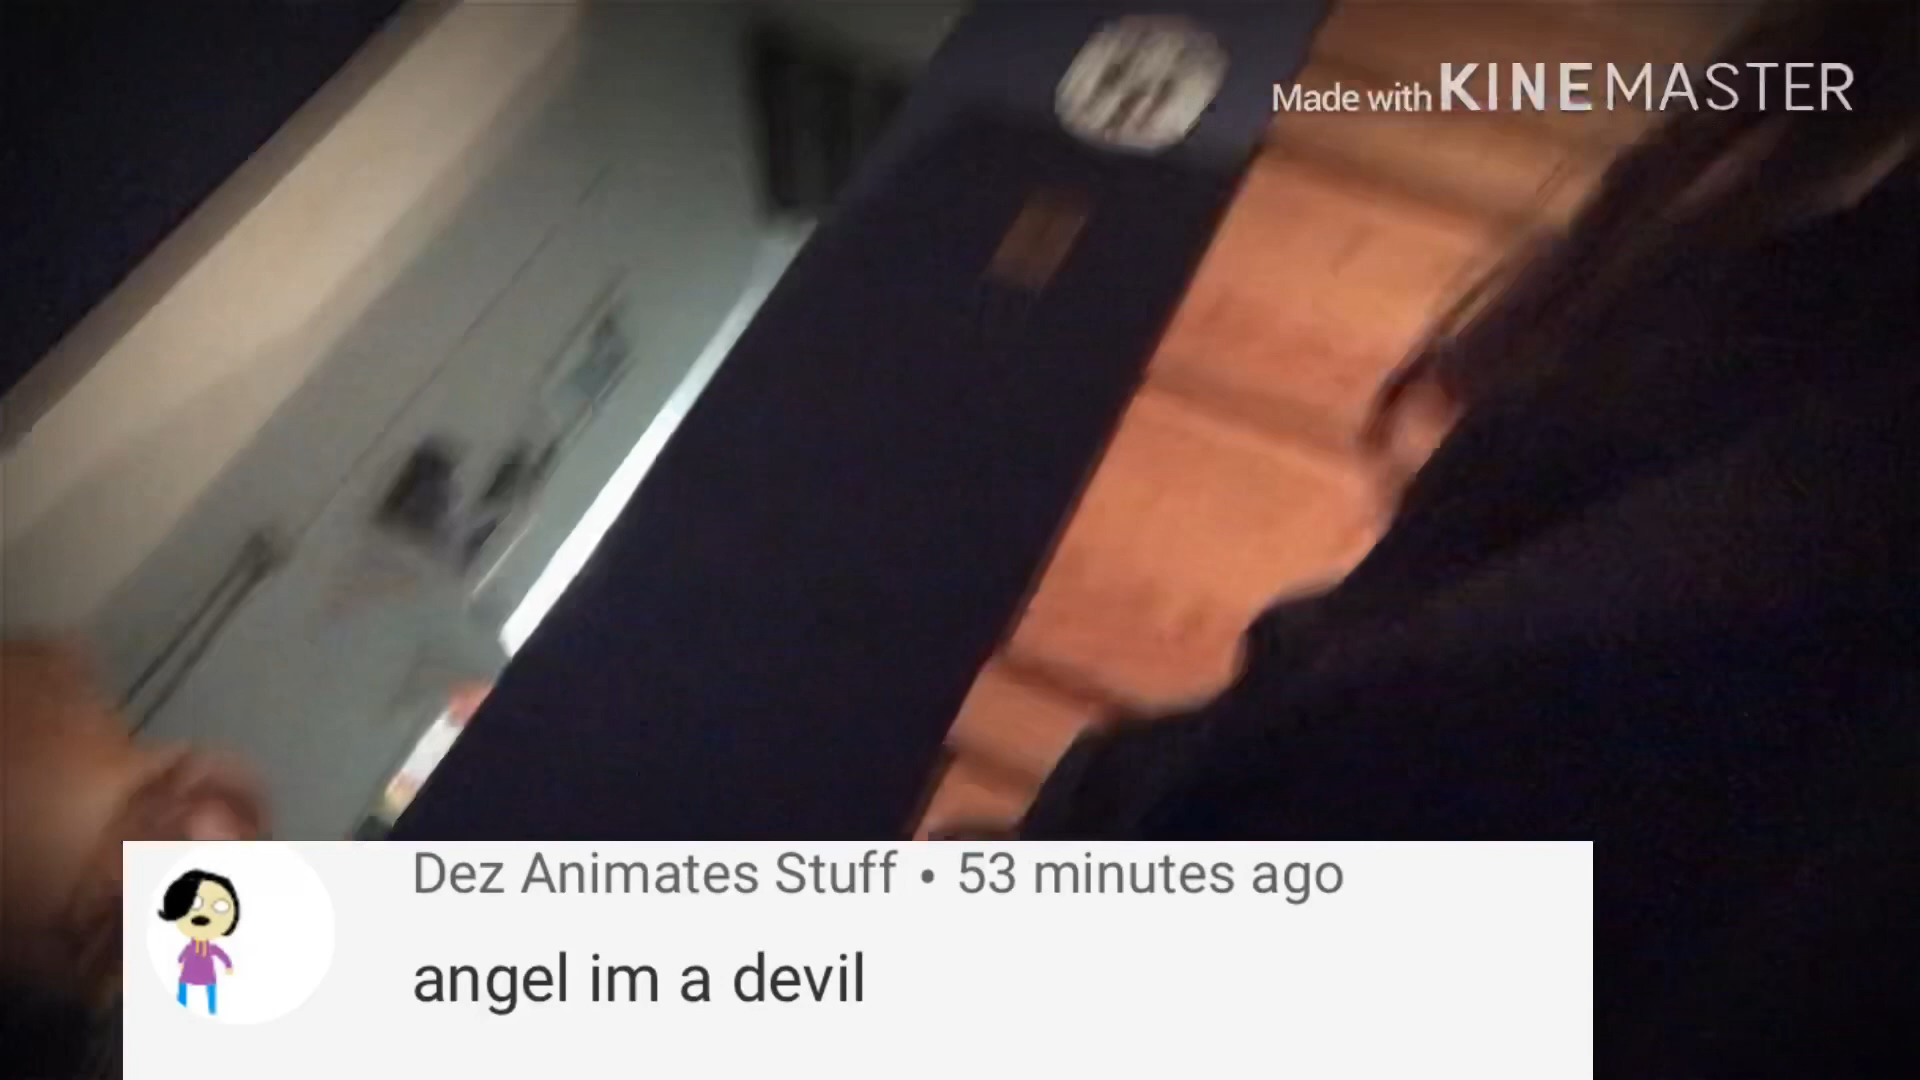 Made with KINEMASTER
Dez Animates Stuff • 53 minutes ago
angel im a devil